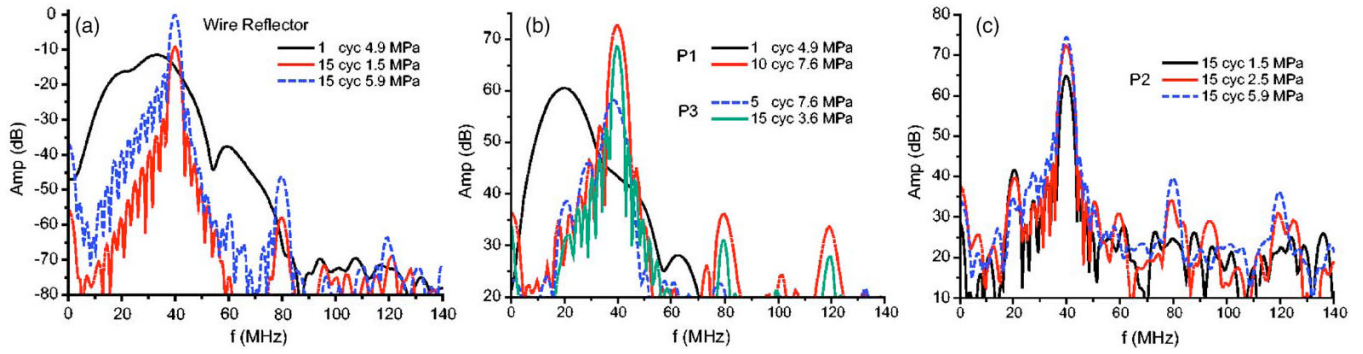 (a) Wire Reflector
1 cyc 4.9 MPa
15 cyc 1.5 MPa
15 cyc 5.9 MPa
Amp (dB)
0
-10
-20
-30
-40
-50
-60
-70
-80
0 20 40 60 80 100 120 140
f (MHz)
(b)
P1
1 cyc 4.9 MPa
10 cyc 7.6 MPa
P3
5 cyc 7.6 MPa
15 cyc 3.6 MPa
Amp (dB)
70
60
50
40
30
20
0 20 40 60 80 100 120 140
f (MHz)
(c)
P2
15 cyc 1.5 MPa
15 cyc 2.5 MPa
15 cyc 5.9 MPa
Amp (dB)
80
70
60
50
40
30
20
10
0 20 40 60 80 100 120 140
f (MHz)